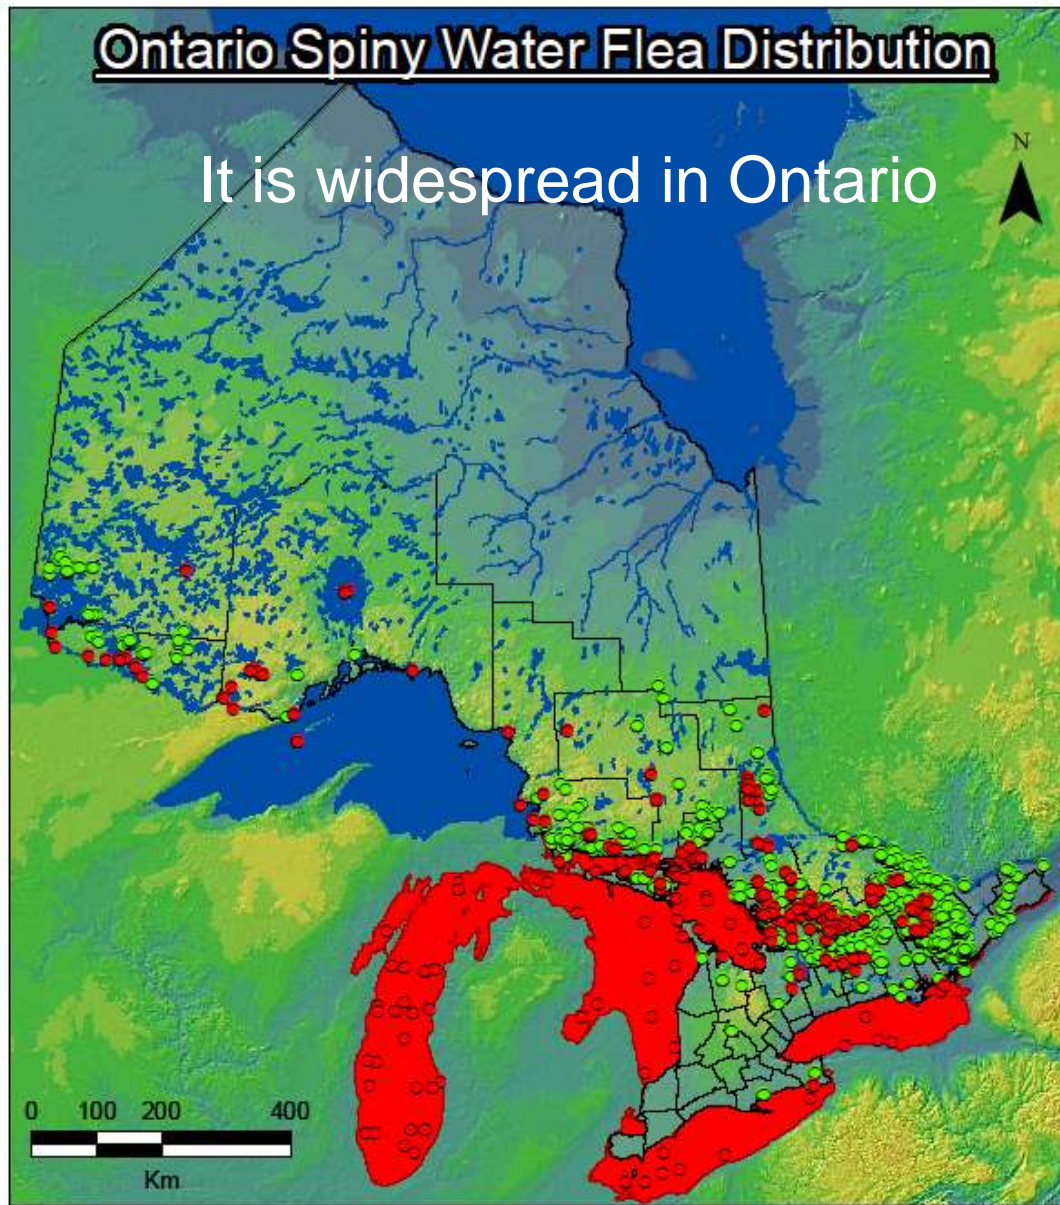 Ontario Spiny Water Flea Distribution
It is widespread in Ontario
N
0 100 200 400
Km